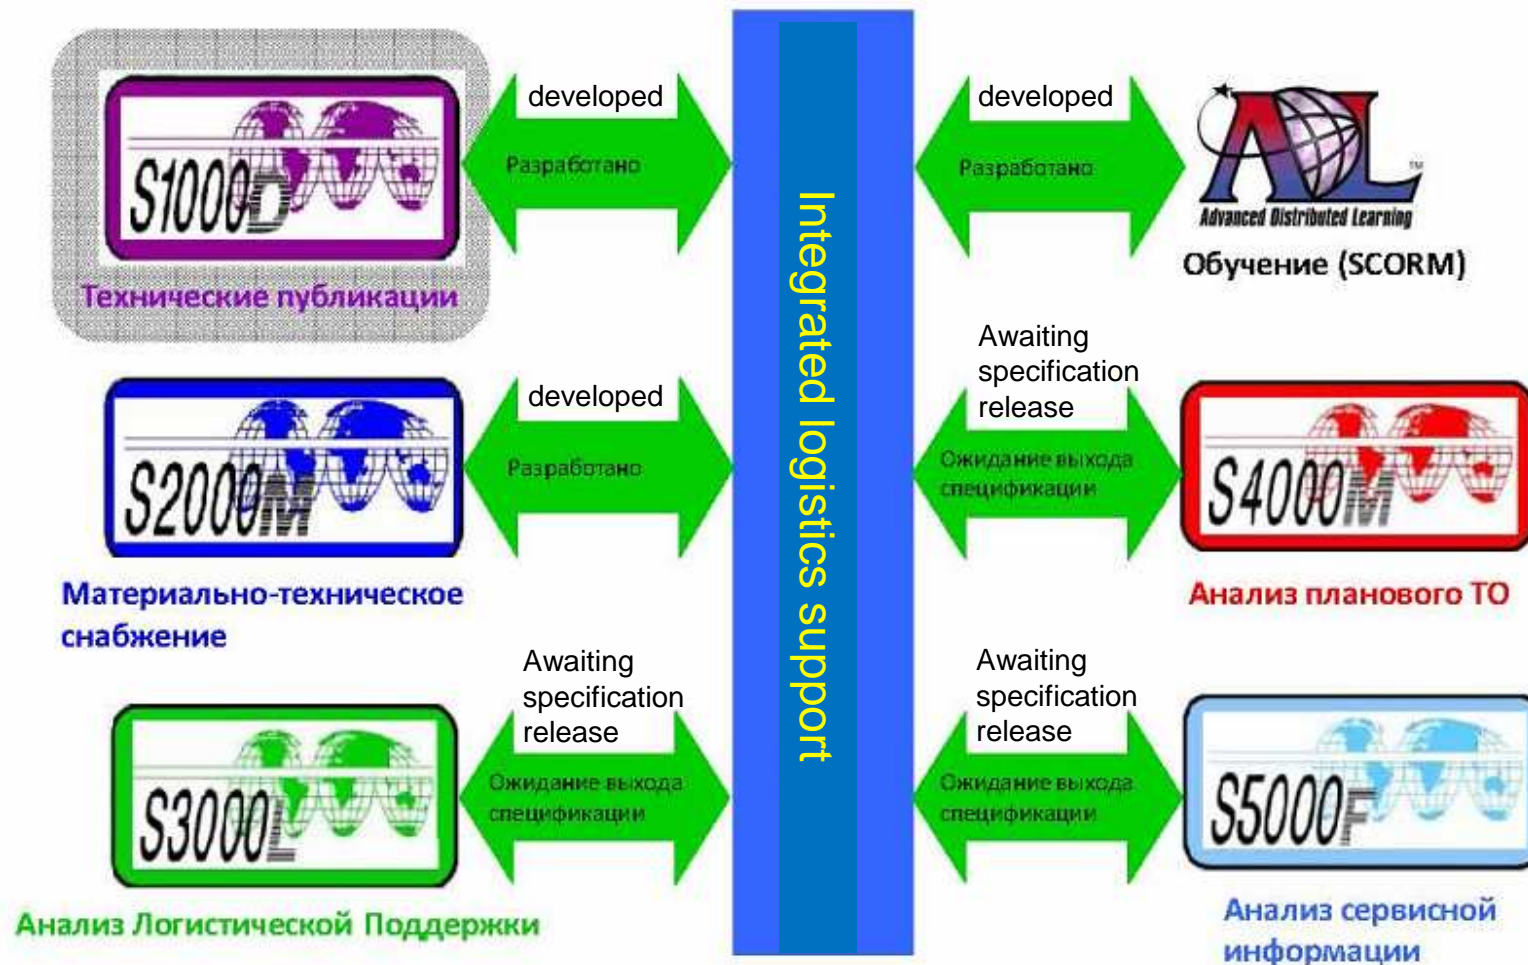 S1000D
Технические публикации
developed
Разработано
S2000M
Материально-техническое
снабжение
developed
Разработано
S3000L
Анализ Логистической Поддержки
Awaiting
specification
release
Ожидание выхода
спецификации
Integrated logistics support
developed
Разработано
ADL
TM
Advanced Distributed Learning
Обучение (SCORM)
Awaiting
specification
release
Ожидание выхода
спецификации
S4000M
Анализ планового ТО
Awaiting
specification
release
Ожидание выхода
спецификации
S5000F
Анализ сервисной
информации